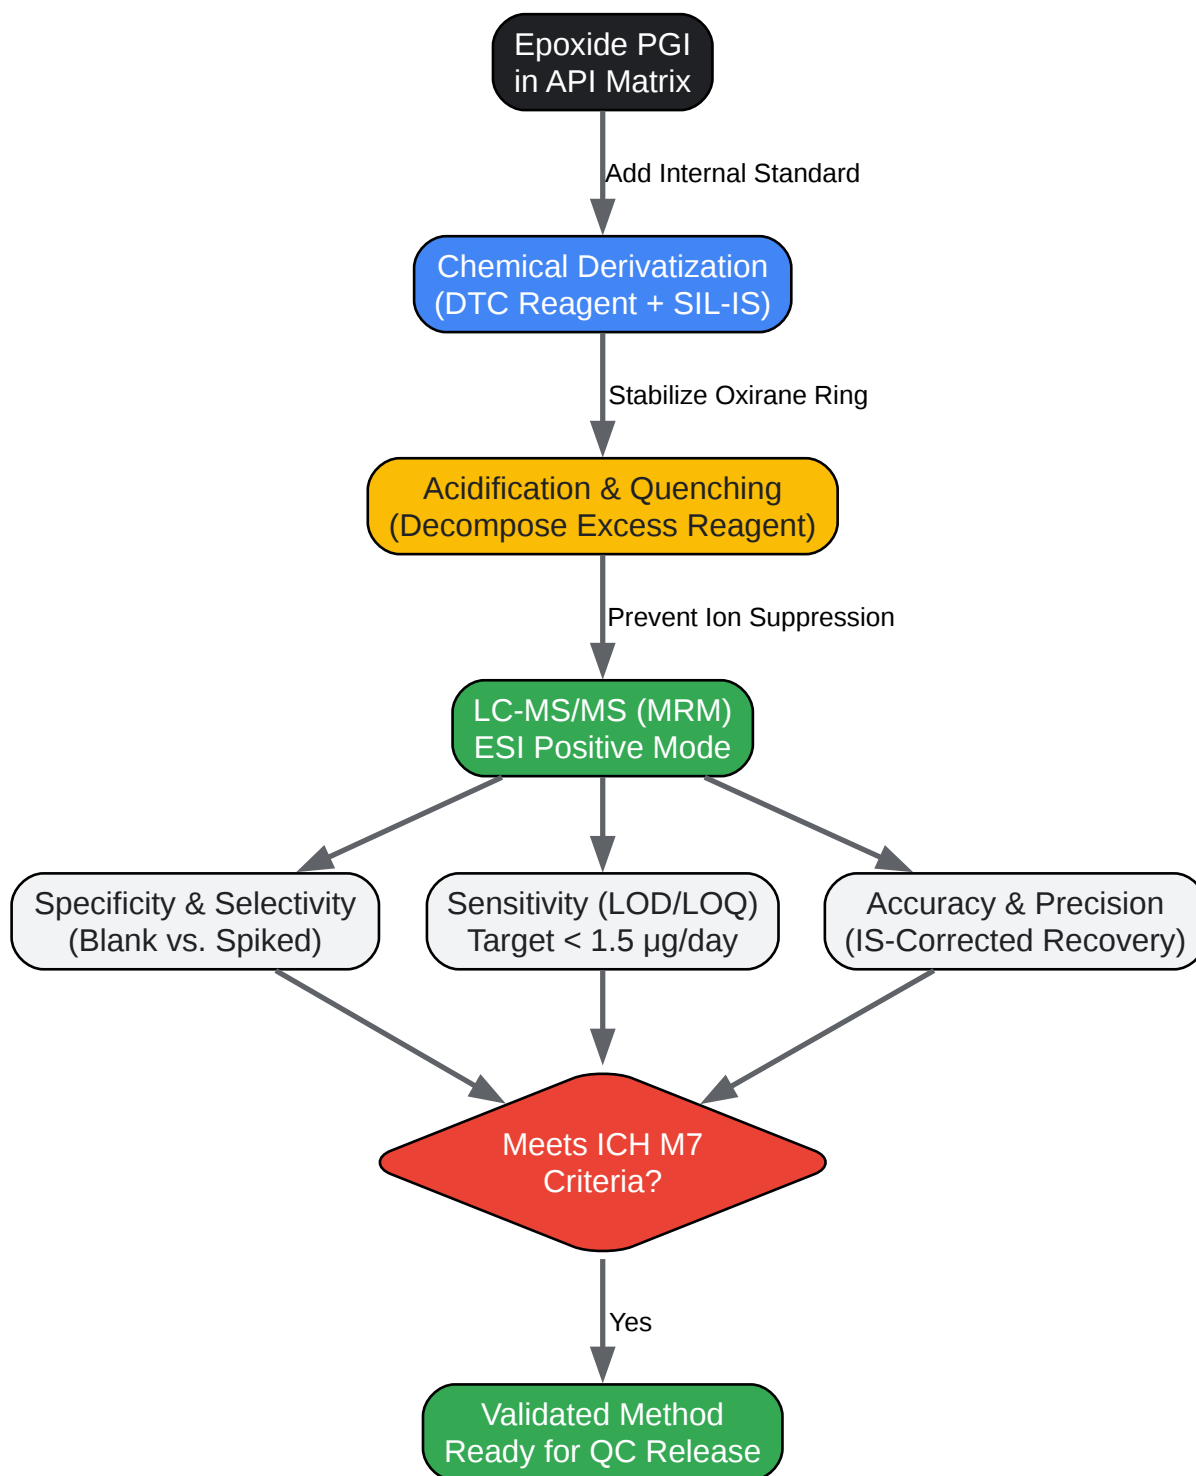 Epoxide PGI
in API Matrix
Add Internal Standard
Chemical Derivatization
(DTC Reagent + SIL-IS)
Stabilize Oxirane Ring
Acidification & Quenching
(Decompose Excess Reagent)
Prevent Ion Suppression
LC-MS/MS (MRM)
ESI Positive Mode
Specificity & Selectivity
(Blank vs. Spiked)
Sensitivity (LOD/LOQ)
Target < 1.5 μg/day
Accuracy & Precision
(IS-Corrected Recovery)
Meets ICH M7
Criteria?
Yes
Validated Method
Ready for QC Release